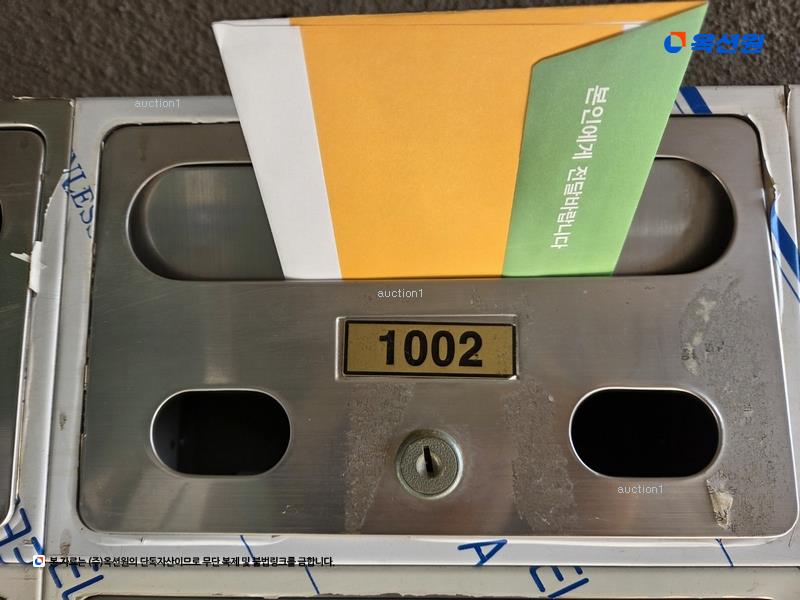 옥션원
auction1
본인에게 전달바랍니다
NLESS
auction1
1002
auction1
본 자료는 (주)옥션원의 단독자산이므로 무단 복제 및 불법링크를 금합니다.
A